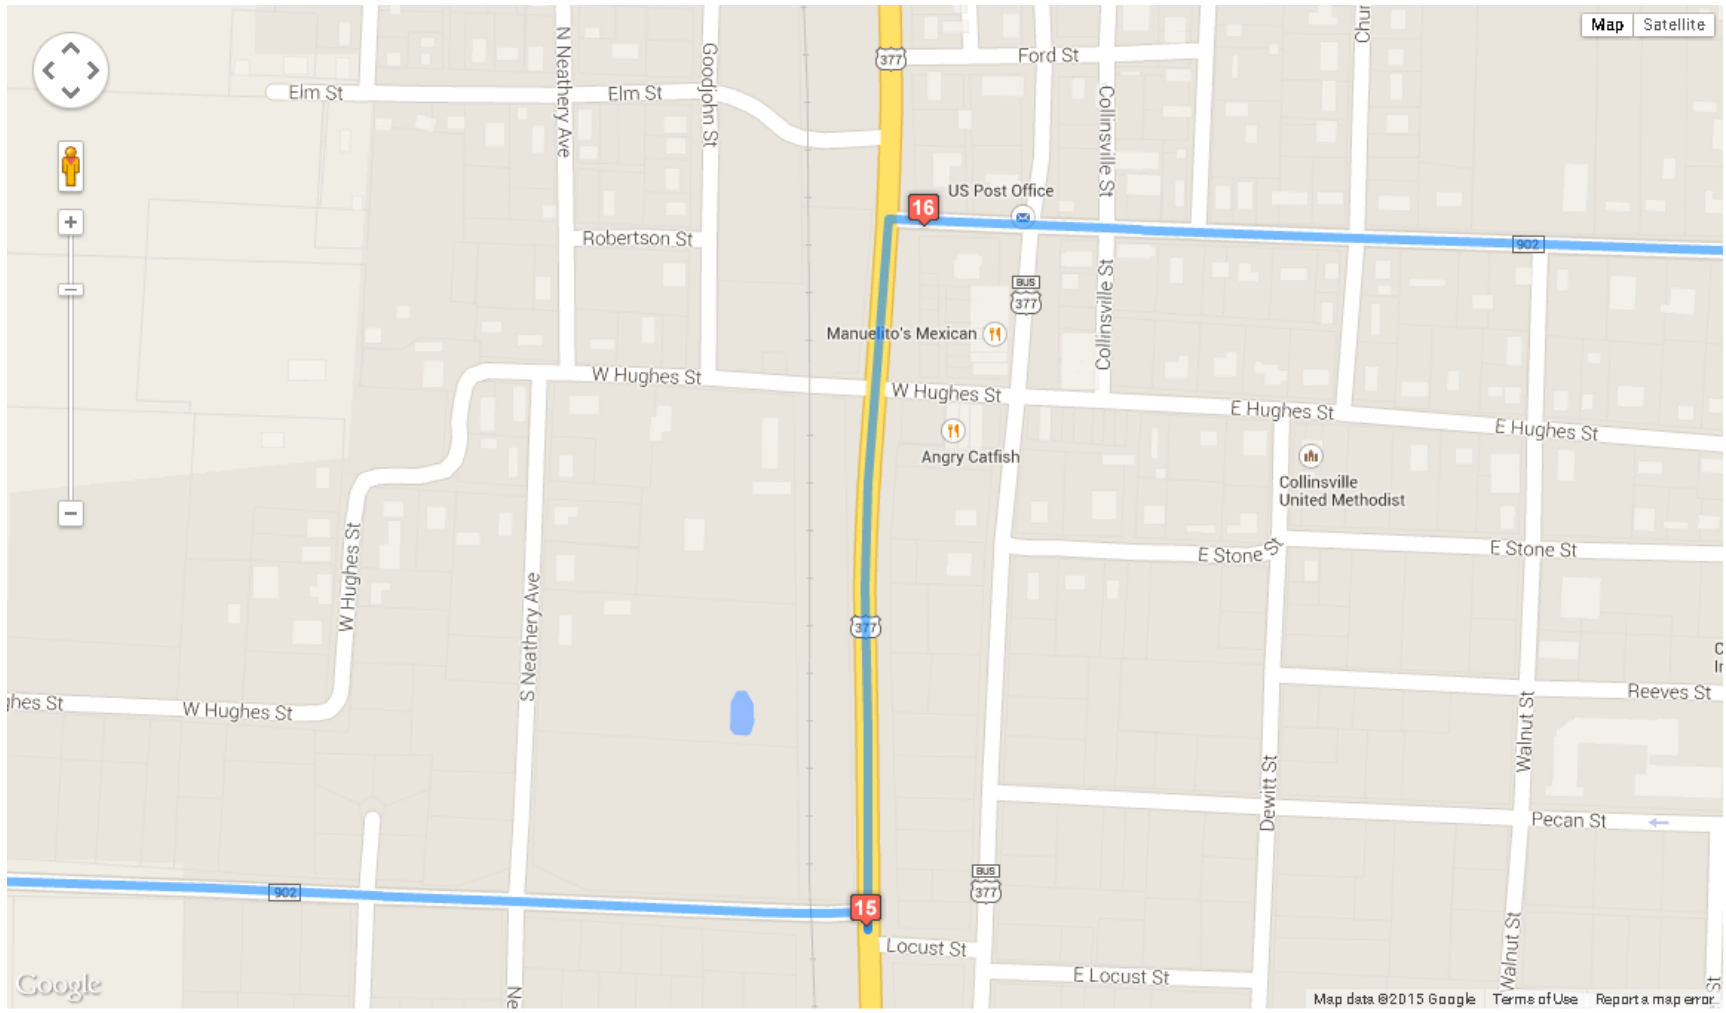 Map
Satellite
N Neathery Ave
Goodjohn St
377
Ford St
Chur
Elm St
Elm St
Collinsville St
US Post Office
16
Robertson St
902
BUS
377
Collinsville St
Manuelito's Mexican
W Hughes St
W Hughes St
E Hughes St
E Hughes St
Angry Catfish
Collinsville
United Methodist
W Hughes St
E Stone St
E Stone St
S Neathery Ave
377
ghes St
W Hughes St
Reeves St
Walnut St
Dewitt St
Pecan St
BUS
377
902
15
Locust St
E Locust St
Walnut St
Ne
St
Google
Map data ©2015 Google
Terms of Use
Report a map error